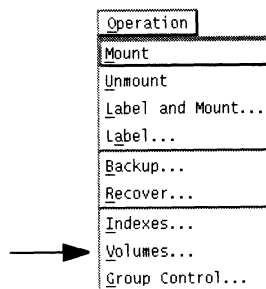 Operation
Mount
Unmount
Label and Mount...
Label...
Backup...
Recover...
Indexes...
Volumes...
Group Control...